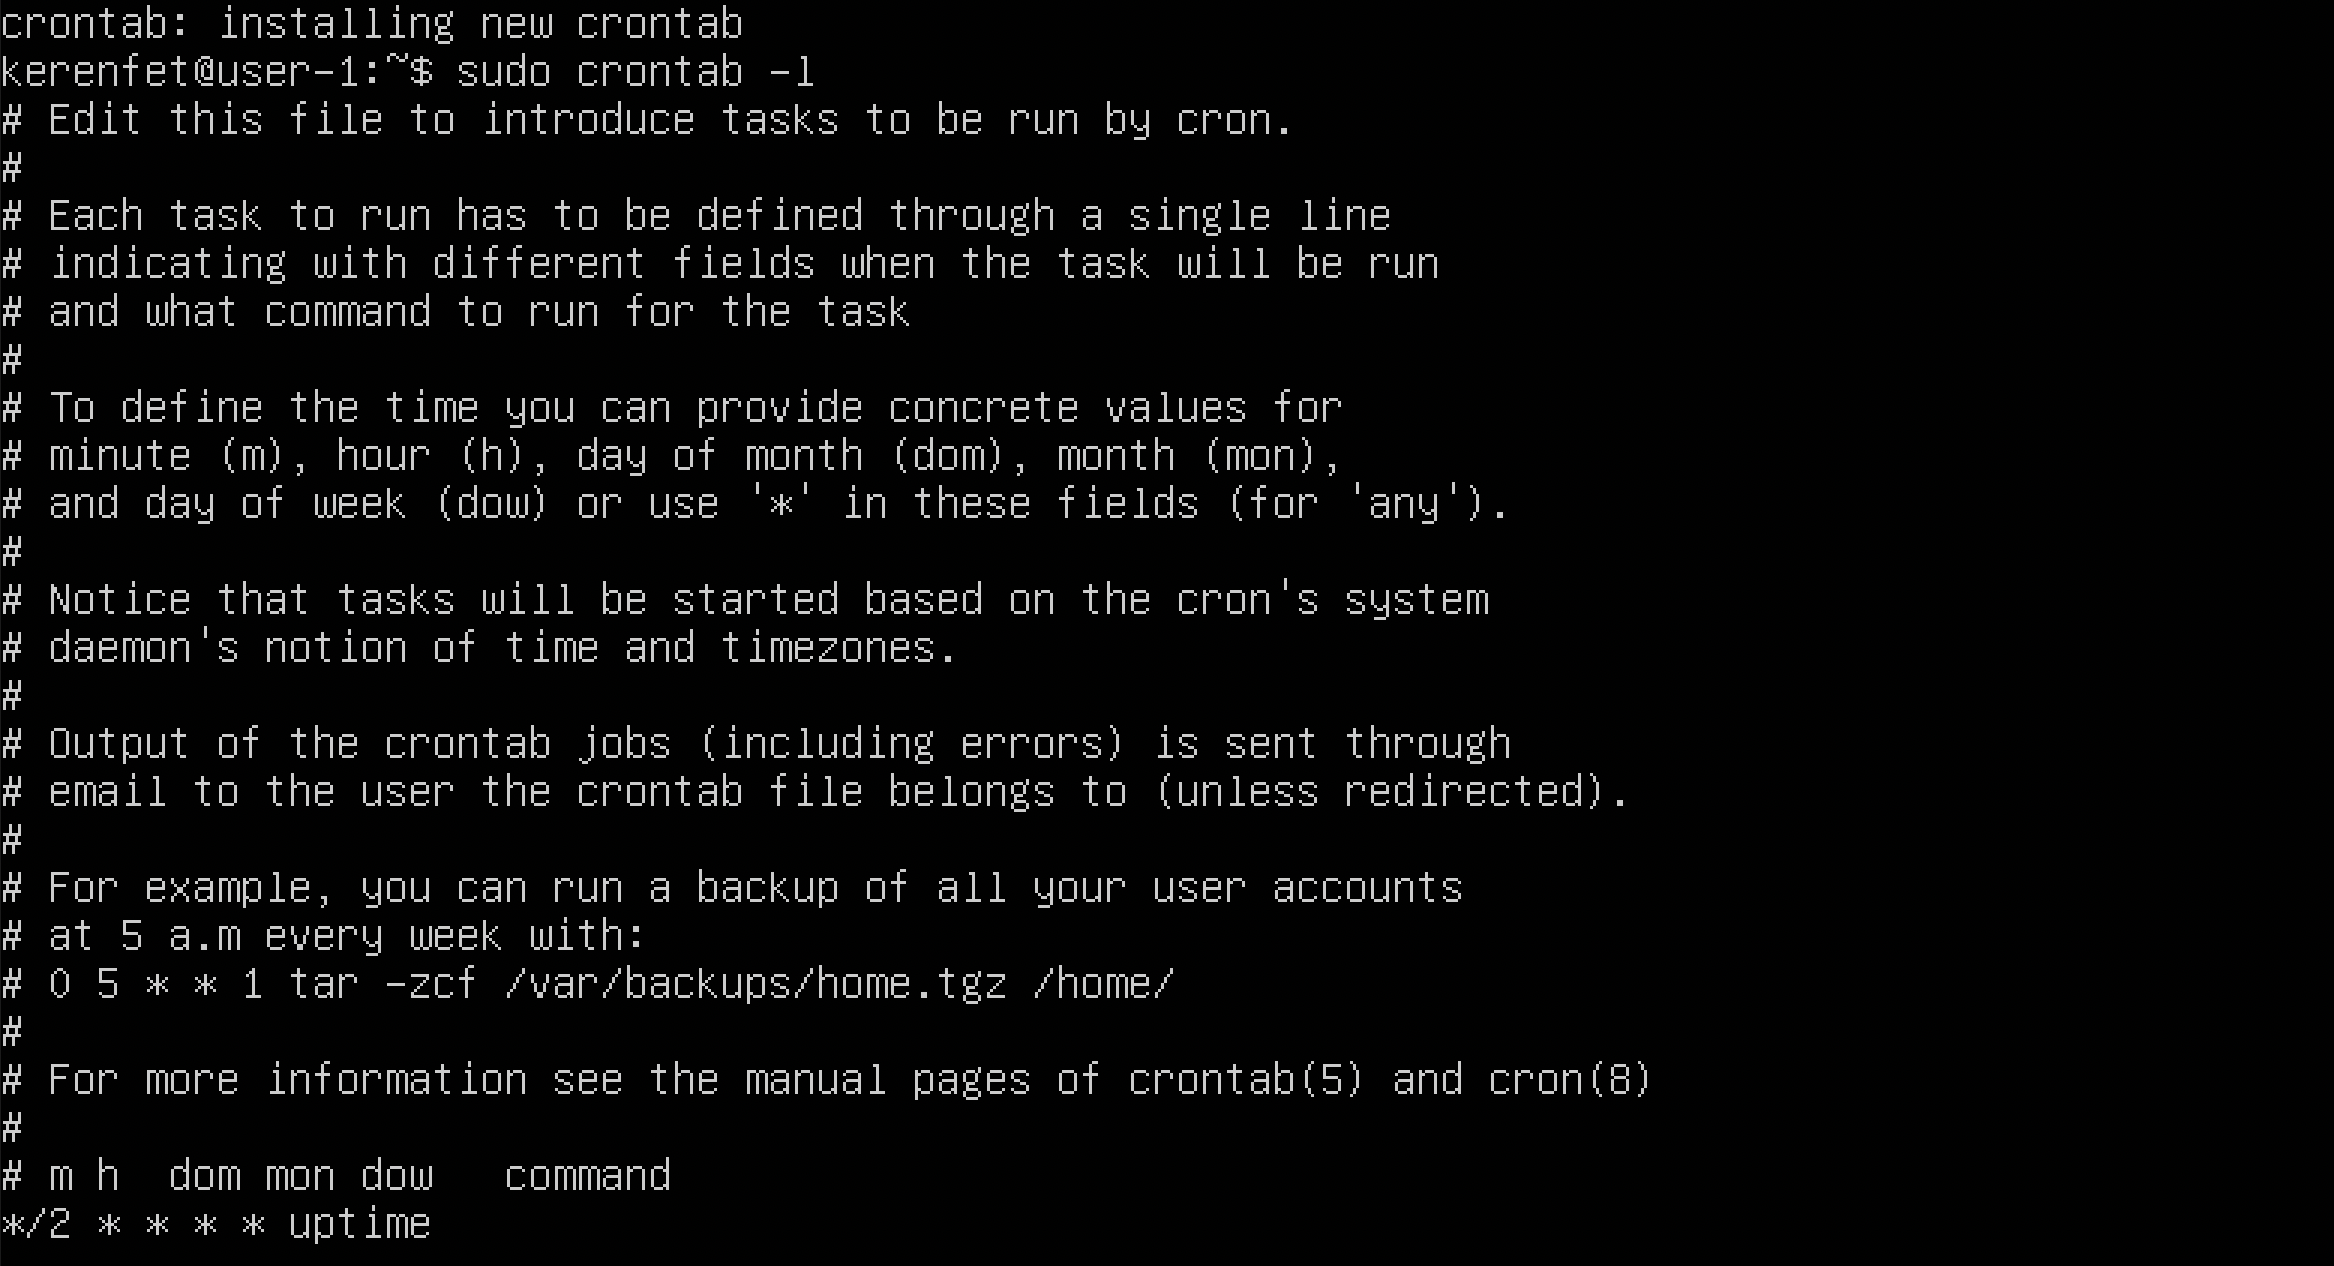 crontab: installing new crontab
kerenfet@user-1:~$ sudo crontab -l
# Edit this file to introduce tasks to be run by cron.
#
# Each task to run has to be defined through a single line
# indicating with different fields when the task will be run
# and what command to run for the task
#
# To define the time you can provide concrete values for
# minute (m), hour (h), day of month (dom), month (mon),
# and day of week (dow) or use '*' in these fields (for 'any').
#
# Notice that tasks will be started based on the cron's system
# daemon's notion of time and timezones.
#
# Output of the crontab jobs (including errors) is sent through
# email to the user the crontab file belongs to (unless redirected).
#
# For example, you can run a backup of all your user accounts
# at 5 a.m every week with:
# 0 5 * * 1 tar -zcf /var/backups/home.tgz /home/
#
# For more information see the manual pages of crontab(5) and cron(8)
#
# m h  dom mon dow   command
*/2 * * * * uptime